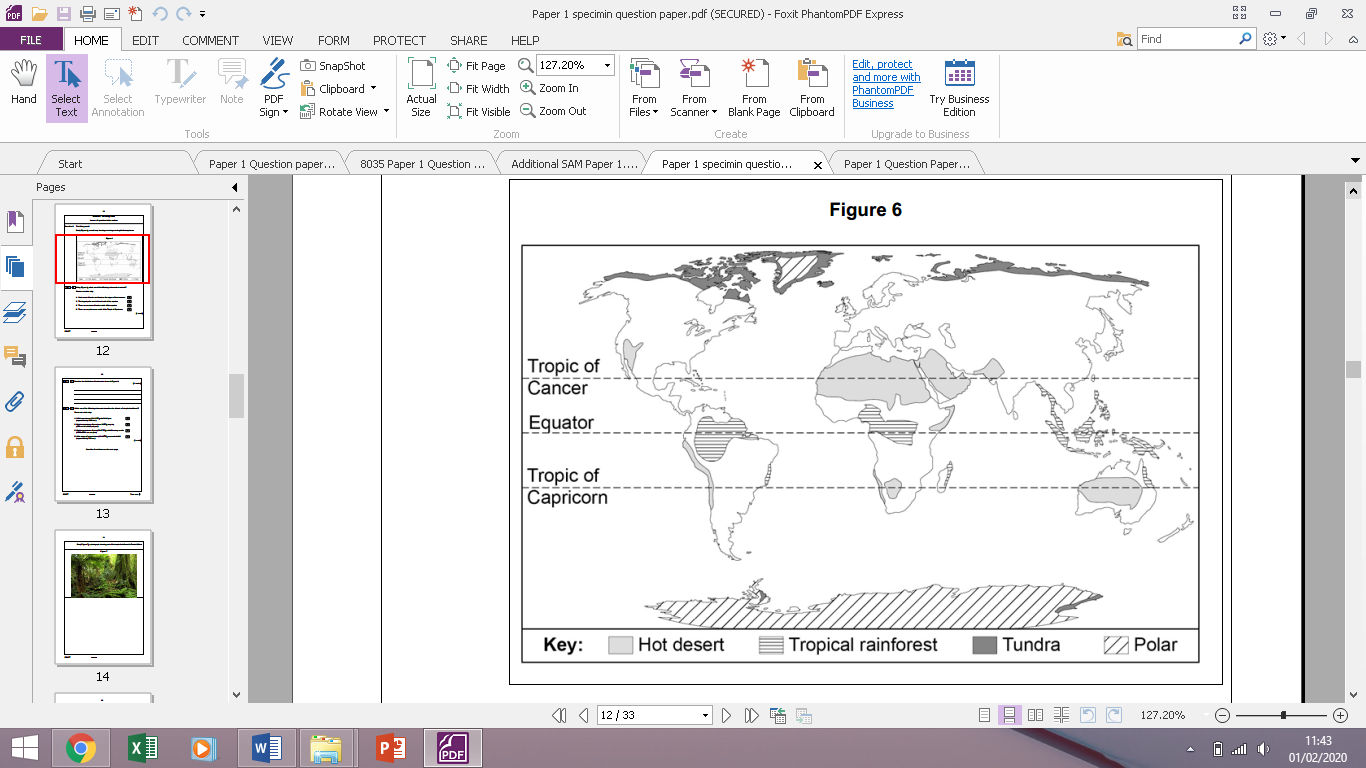 Paper 1 specimin question paper.pdf (SECURED) - Foxit PhantomPDF Express
FILE HOME EDIT COMMENT VIEW FORM PROTECT SHARE HELP
Find
Hand
Select
Text
Select
Annotation
Typewriter
Note
PDF
Sign
SnapShot
Clipboard
Rotate View
Tools
Actual
Size
Fit Page
Fit Width
Fit Visible
127.20%
Zoom In
Zoom Out
Zoom
From
Files
From
Scanner
From
Blank Page
From
Clipboard
Create
Edit, protect
and more with
PhantomPDF
Business
Try Business
Edition
Upgrade to Business
Start
Paper 1 Question paper...
8035 Paper 1 Question ...
Additional SAM Paper 1....
Paper 1 specimin questio...
Paper 1 Question Paper...
Pages
12
13
14
Figure 6
Tropic of
Cancer
Equator
Tropic of
Capricorn
Key: Hot desert Tropical rainforest Tundra Polar
12 / 33
127.20%
11:43
01/02/2020